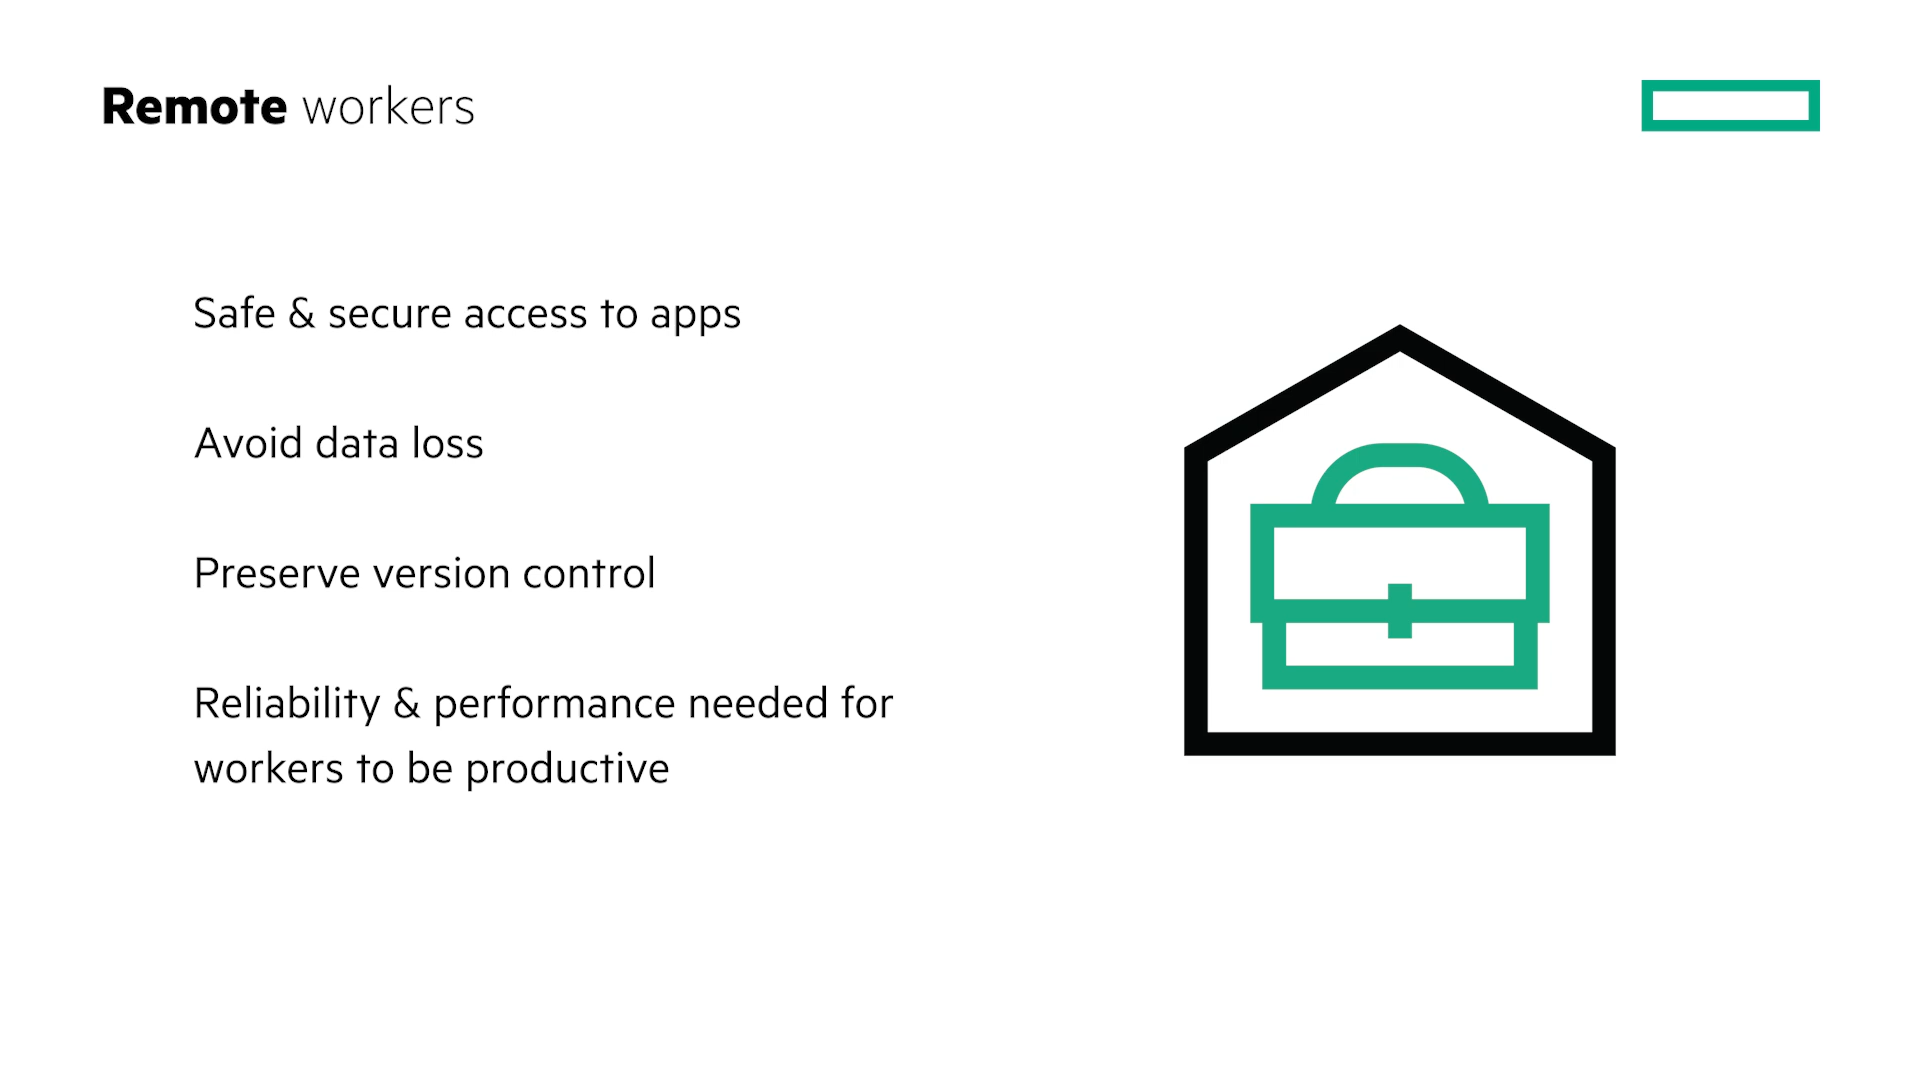 Remote workers
Safe & secure access to apps
Avoid data loss
Preserve version control
Reliability & performance needed for
workers to be productive